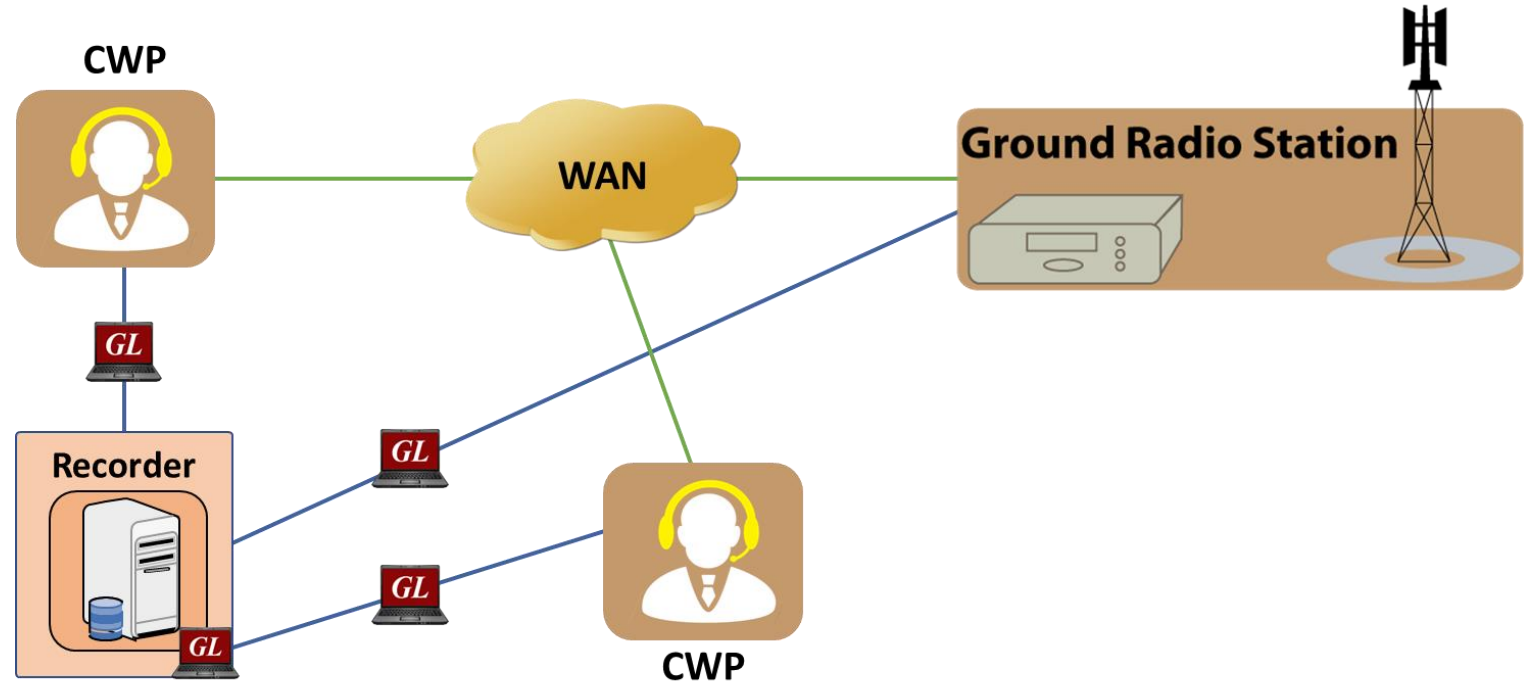 CWP
WAN
Ground Radio Station
GL
Recorder
GL
GL
GL
CWP